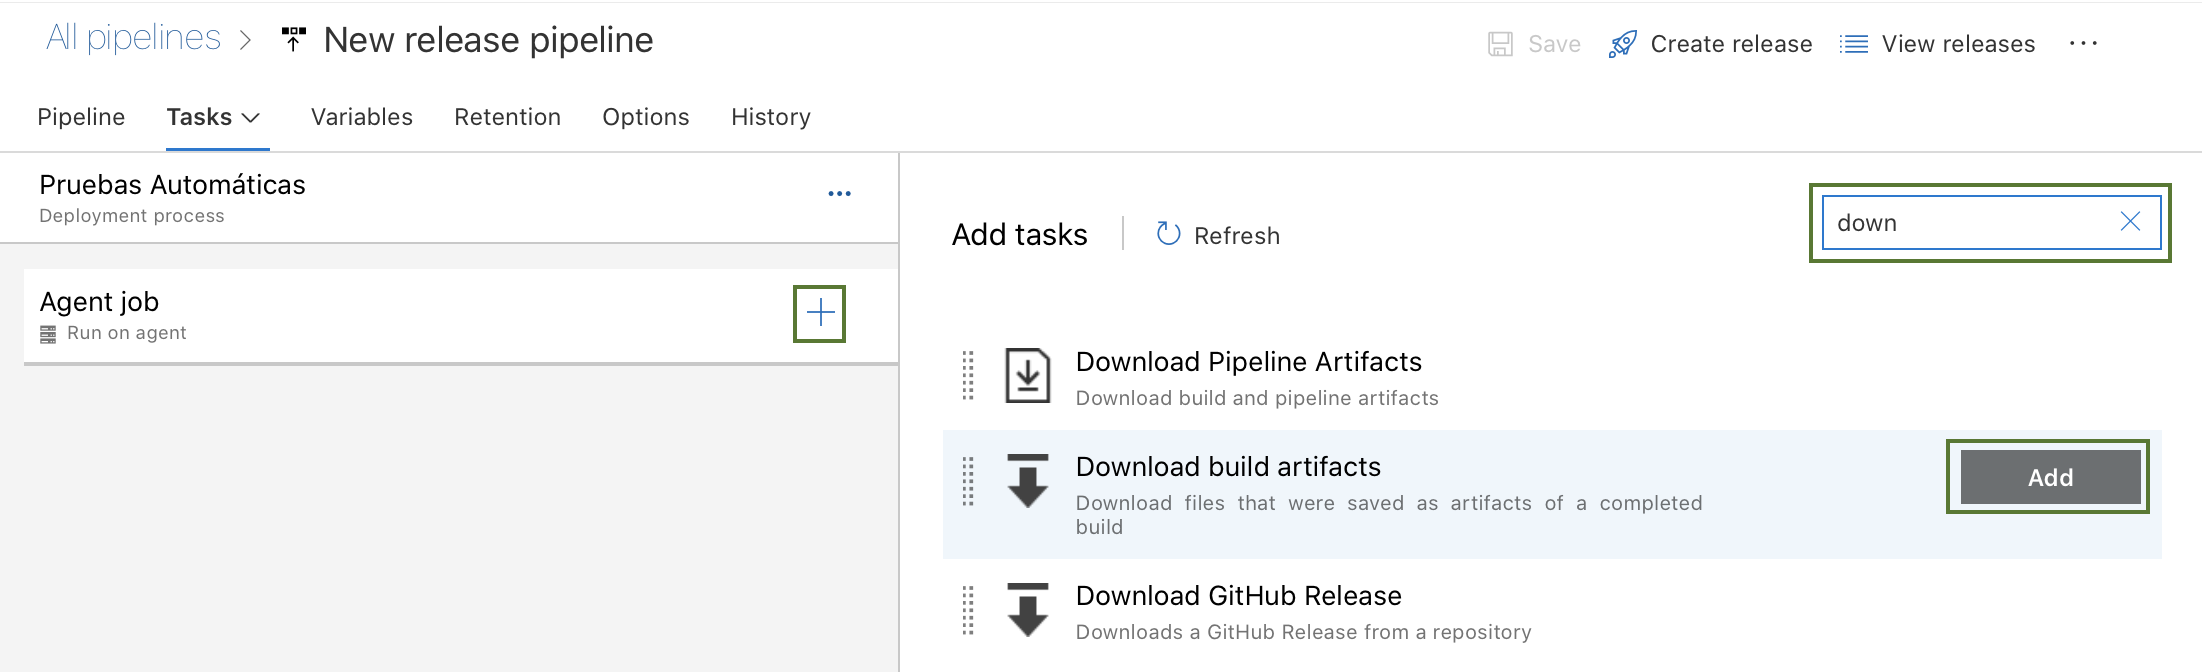 All pipelines > New release pipeline
Save Create release View releases ...
Pipeline Tasks Variables Retention Options History
Pruebas Automáticas
Deployment process
...
Agent job
Run on agent
Add tasks | Refresh
down
Download Pipeline Artifacts
Download build and pipeline artifacts
Download build artifacts
Download files that were saved as artifacts of a completed
build
Add
Download GitHub Release
Downloads a GitHub Release from a repository